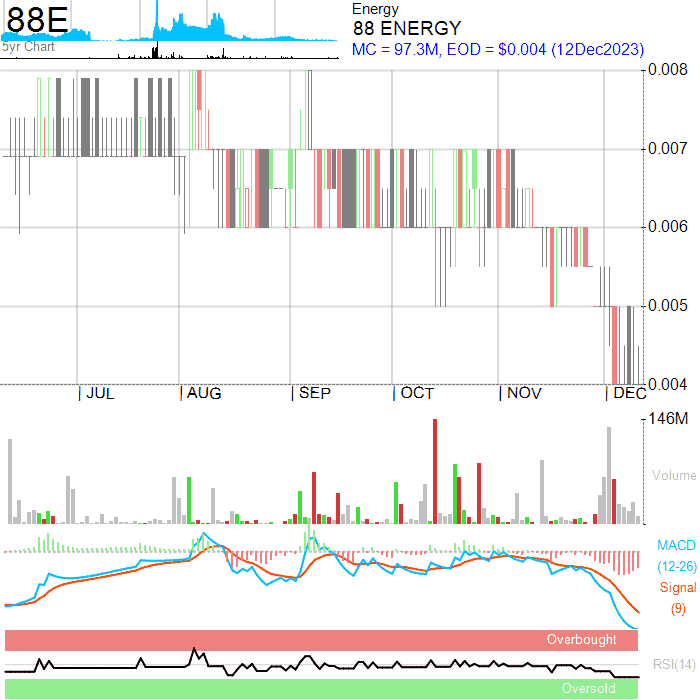 88E
5yr Chart
Energy
88 ENERGY
MC = 97.3M, EOD = $0.004 (12Dec2023)
0.008
0.007
0.006
0.005
0.004
| JUL | AUG | SEP | OCT | NOV | DEC
146M
Volume
MACD
(12-26)
Signal
(9)
Overbought
RSI(14)
Oversold